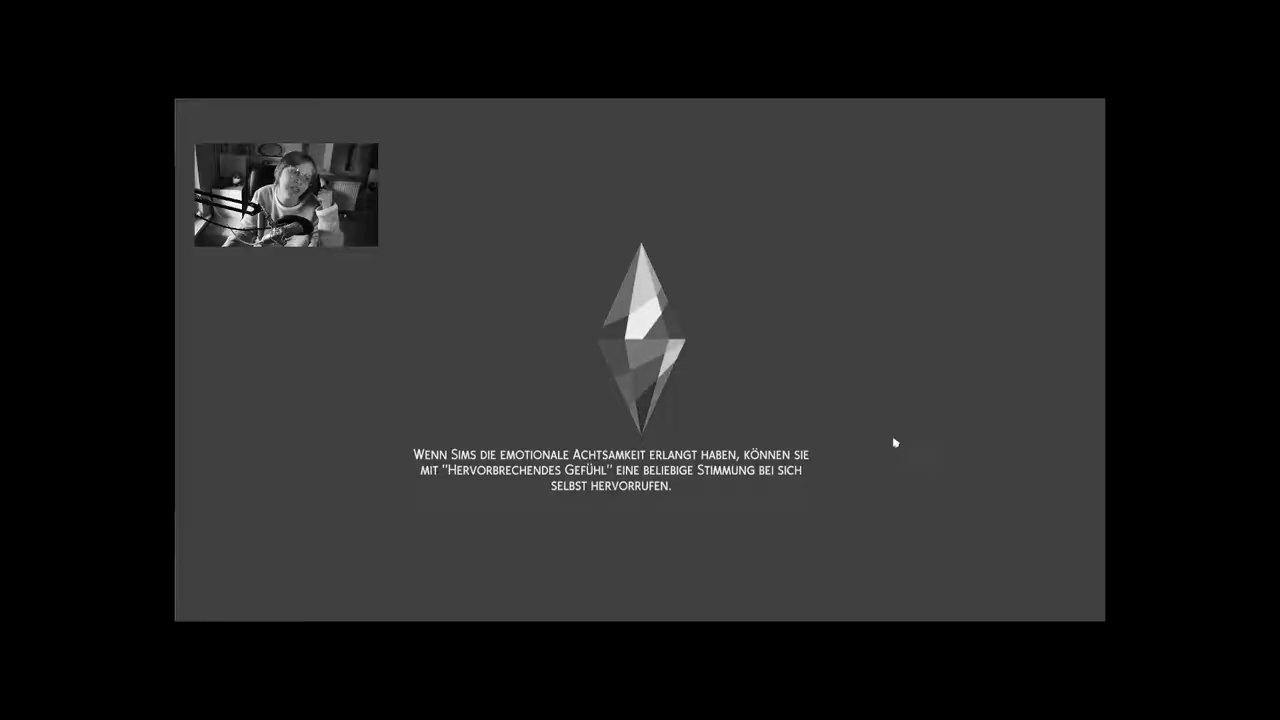 Wenn Sims die emotionale Achtsamkeit erlangt haben, können sie
mit "Hervorbrechendes Gefühl" eine beliebige Stimmung bei sich
selbst hervorrufen.